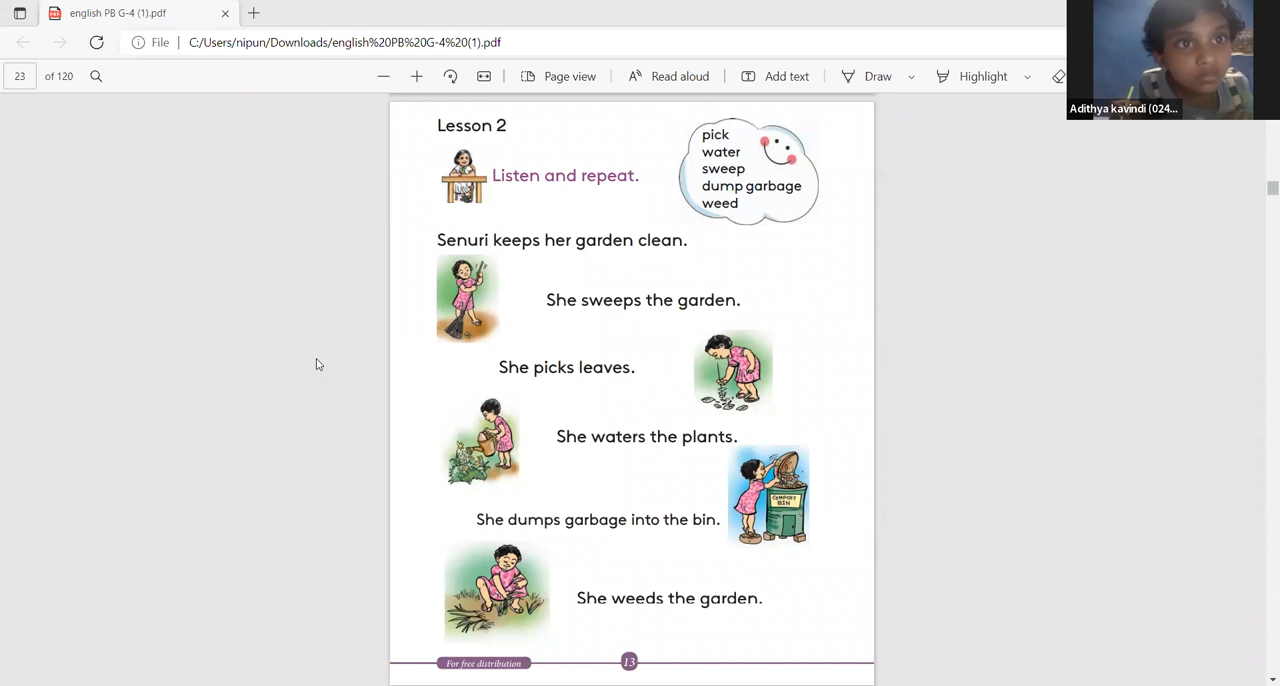 english PB G-4 (1).pdf
File
C:/Users/nipun/Downloads/english%20PB%20G-4%20(1).pdf
23 of 120
Page view
Read aloud
Add text
Draw
Highlight
Adithya kavindi (024...
Lesson 2
Listen and repeat.
pick
water
sweep
dump garbage
weed
Senuri keeps her garden clean.
She sweeps the garden.
She picks leaves.
She waters the plants.
COMPOST
BIN
She dumps garbage into the bin.
She weeds the garden.
For free distribution
13